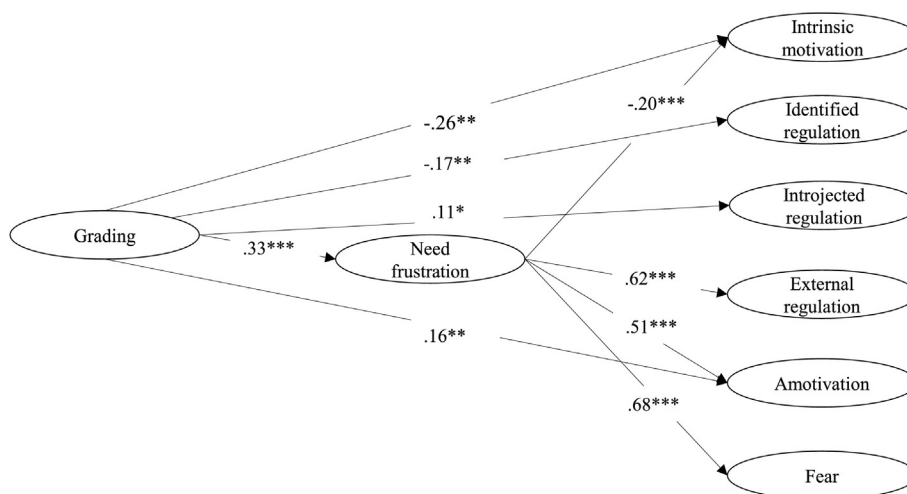 Intrinsic
motivation
-.20***
-.26**
Identified
regulation
-.17**
Introjected
regulation
.11*
Grading
.33***
Need
frustration
.62***
External
regulation
.51***
.16**
Amotivation
.68***
Fear